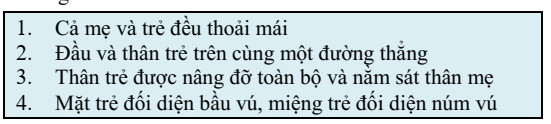 1. Cả mẹ và trẻ đều thoải mái
2. Đầu và thân trẻ trên cùng một đường thẳng
3. Thân trẻ được nâng đỡ toàn bộ và nằm sát thân mẹ
4. Mặt trẻ đối diện bầu vú, miệng trẻ đối diện núm vú